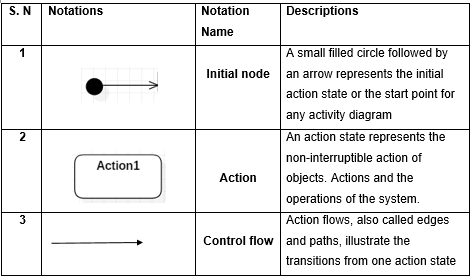 S. N Notations Notation Descriptions
Name
1 A small filled circle followed by
Initial node an arrow represents the initial
action state or the start point for
any activity diagram
2 An action state represents the
Action1 non-interruptible action of
Action objects. Actions and the
operations of the system.
3 Action flows, also called edges
Control flow and paths, illustrate the
transitions from one action state